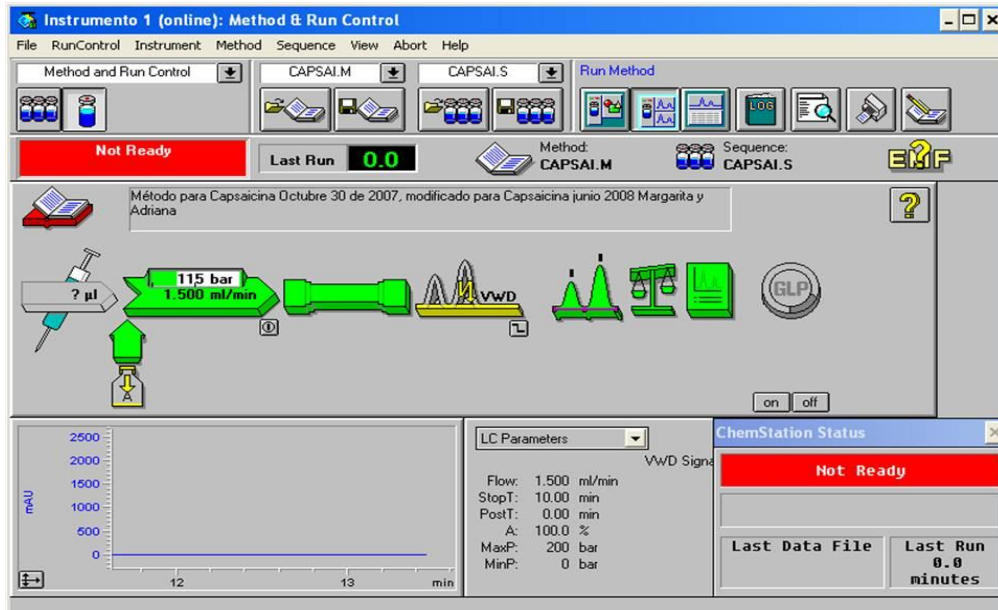 Instrumento 1 (online): Method & Run Control
File RunControl Instrument Method Sequence View Abort Help
Method and Run Control CAPSAI.M CAPSAI.S Run Method
LOG
Not Ready
Last Run 0.0
Method:
CAPSAI.M
Sequence:
CAPSAI.S
EMF
Método para Capsaicina Octubre 30 de 2007, modificado para Capsaicina junio 2008 Margarita y
Adriana
?
? µl
115 bar
1.500 ml/min
VWD
GLP
A
on off
mAU
2500
2000
1500
1000
500
0
12 13 min
LC Parameters
VWD Signa
Flow: 1.500 ml/min
StopT: 10.00 min
PostT: 0.00 min
A: 100.0 %
MaxP: 200 bar
MinP: 0 bar
ChemStation Status
Not Ready
Last Data File
Last Run
0.0
minutes